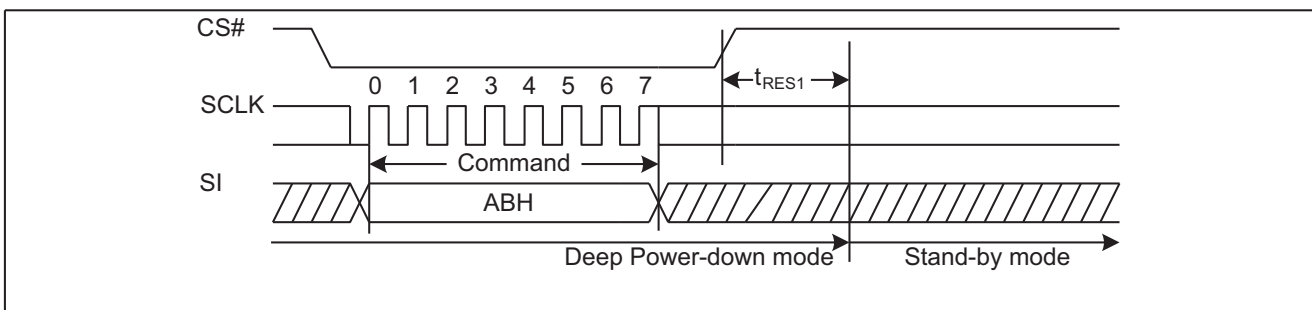 CS#
tRES1
0 1 2 3 4 5 6 7
SCLK
Command
SI
ABH
Deep Power-down mode Stand-by mode